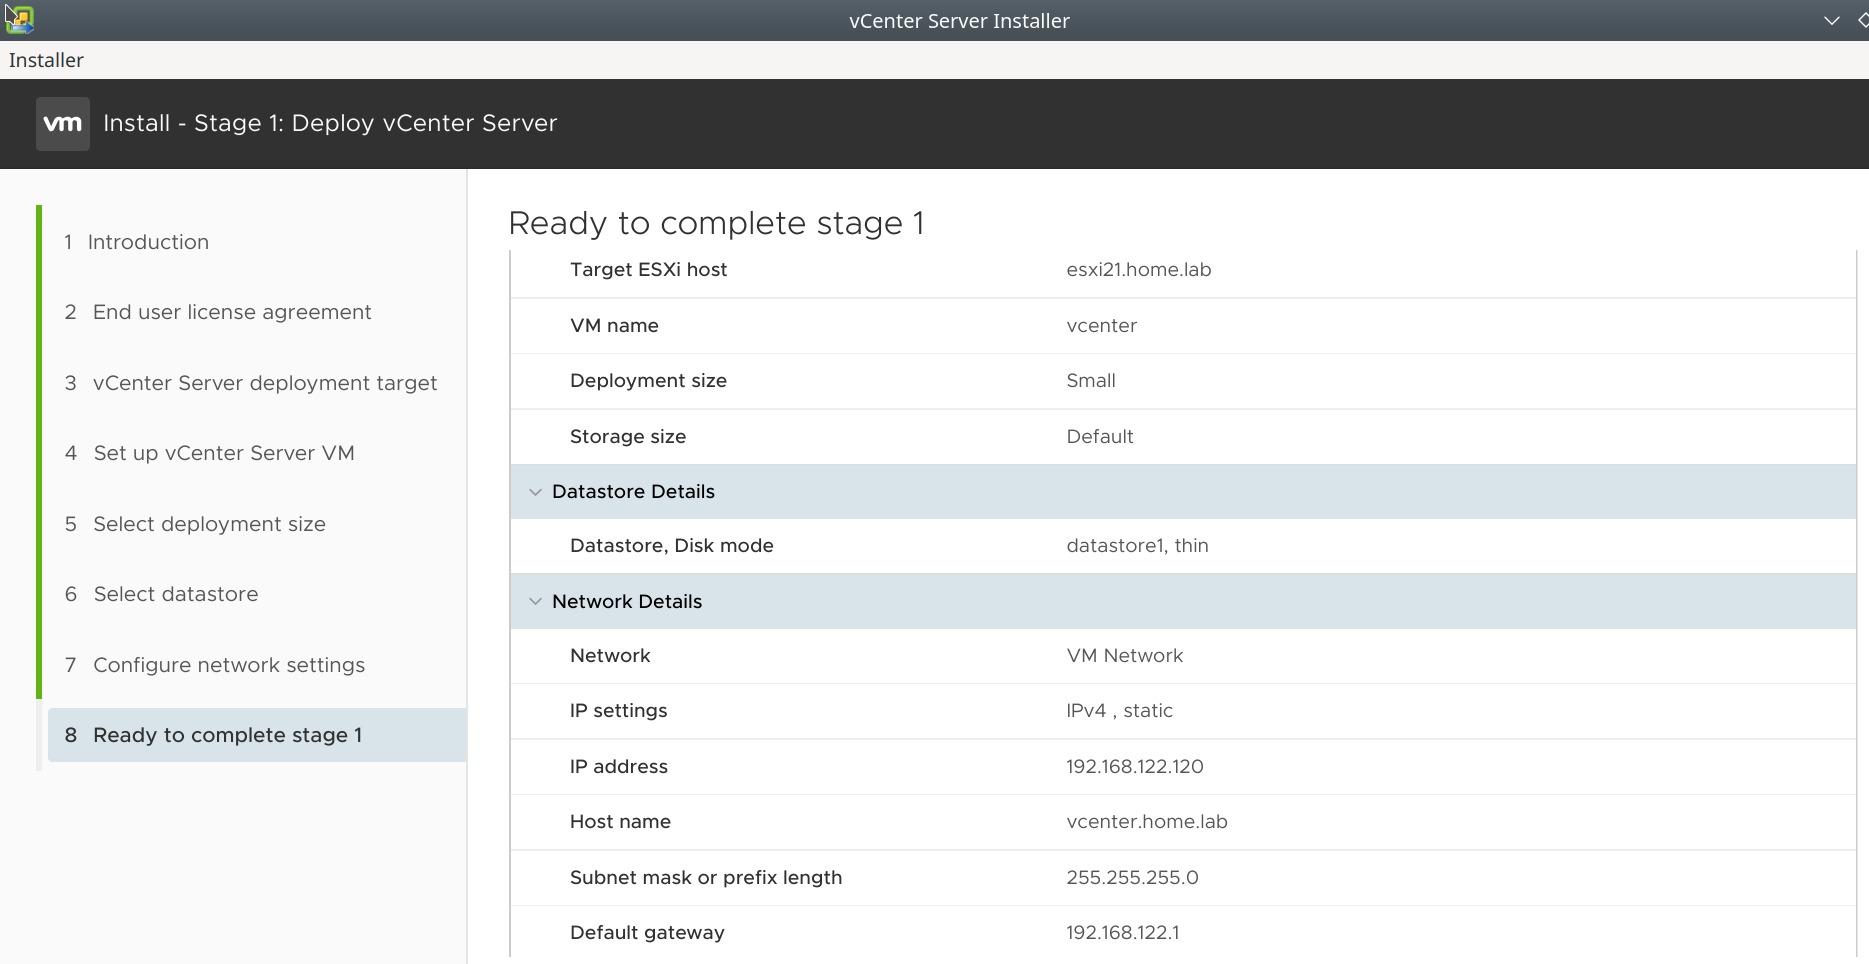 vCenter Server Installer
Installer
vm Install - Stage 1: Deploy vCenter Server
1 Introduction
2 End user license agreement
3 vCenter Server deployment target
4 Set up vCenter Server VM
5 Select deployment size
6 Select datastore
7 Configure network settings
8 Ready to complete stage 1
Ready to complete stage 1
Target ESXi host esxi21.home.lab
VM name vcenter
Deployment size Small
Storage size Default
Datastore Details
Datastore, Disk mode datastore1, thin
Network Details
Network VM Network
IP settings IPv4 , static
IP address 192.168.122.120
Host name vcenter.home.lab
Subnet mask or prefix length 255.255.255.0
Default gateway 192.168.122.1